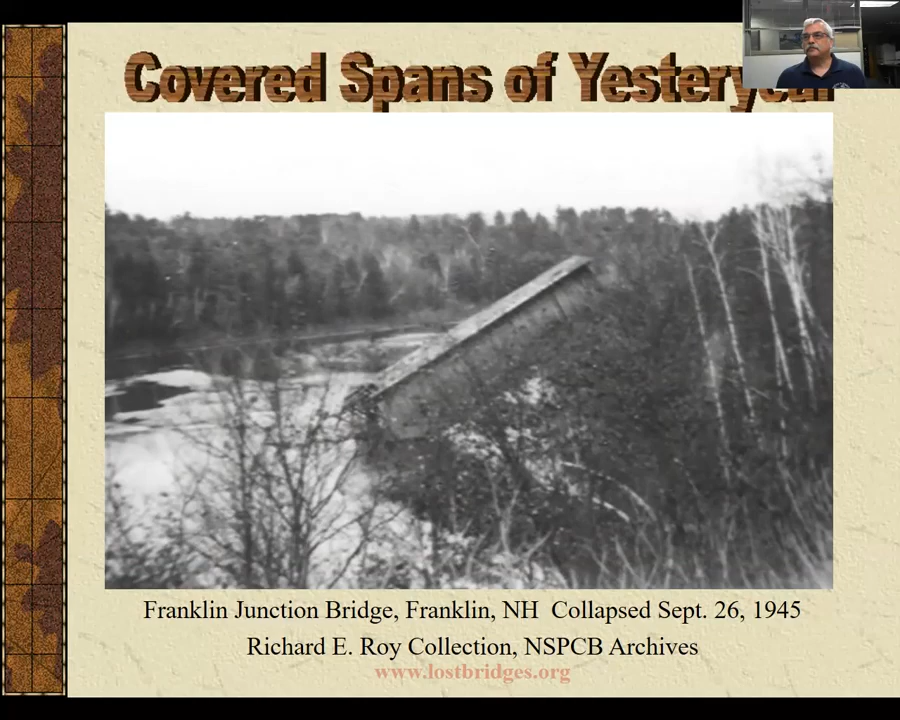 Covered Spans of Yesteryear
Franklin Junction Bridge, Franklin, NH  Collapsed Sept. 26, 1945
Richard E. Roy Collection, NSPCB Archives
www.lostbridges.org